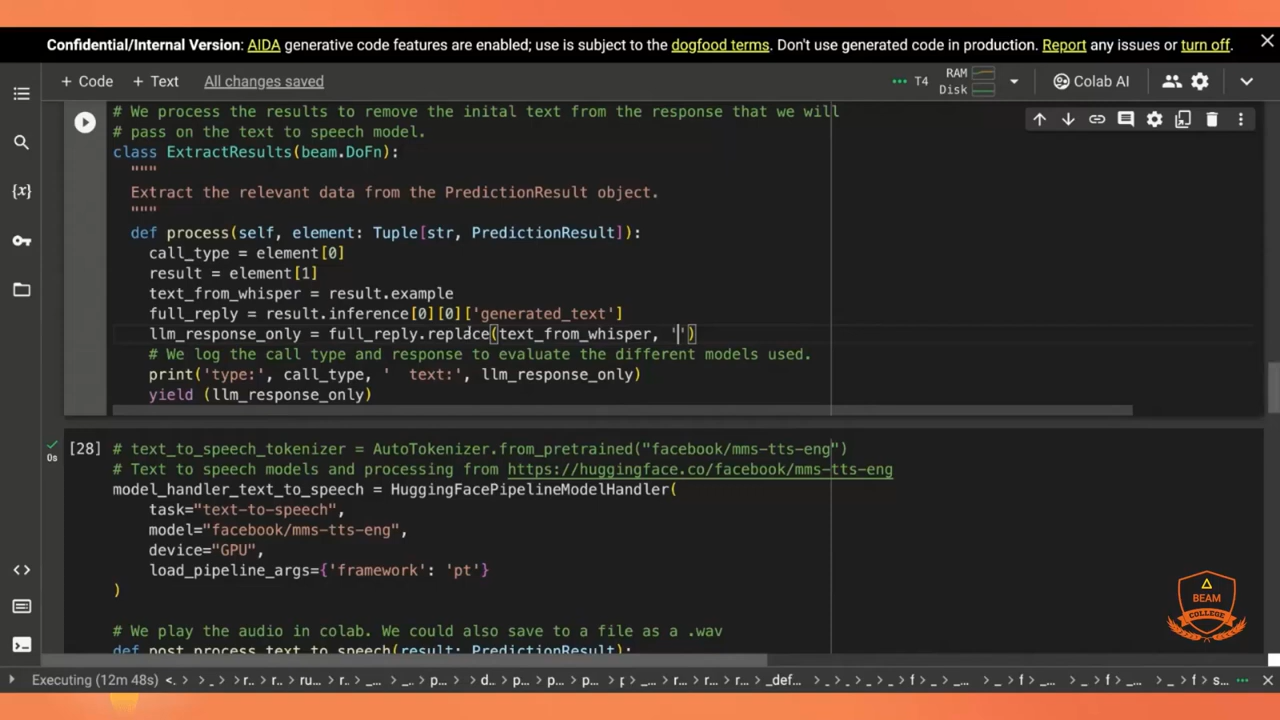 Confidential/Internal Version: AIDA generative code features are enabled; use is subject to the dogfood terms. Don't use generated code in production. Report any issues or turn off.
+ Code + Text All changes saved
T4 RAM Disk Colab AI
# We process the results to remove the inital text from the response that we will
# pass on the text to speech model.
class ExtractResults(beam.DoFn):
"""
Extract the relevant data from the PredictionResult object.
"""
def process(self, element: Tuple[str, PredictionResult]):
call_type = element[0]
result = element[1]
text_from_whisper = result.example
full_reply = result.inference[0][0]['generated_text']
llm_response_only = full_reply.replace(text_from_whisper, '')
# We log the call type and response to evaluate the different models used.
print('type:', call_type, '  text:', llm_response_only)
yield (llm_response_only)
[28]
0s
# text_to_speech_tokenizer = AutoTokenizer.from_pretrained("facebook/mms-tts-eng")
# Text to speech models and processing from https://huggingface.co/facebook/mms-tts-eng
model_handler_text_to_speech = HuggingFacePipelineModelHandler(
task="text-to-speech",
model="facebook/mms-tts-eng",
device="GPU",
load_pipeline_args={'framework': 'pt'}
)
# We play the audio in colab. We could also save to a file as a .wav
def post_process_text_to_speech(result: PredictionResult):
BEAM
COLLEGE
Executing (12m 48s) <. > _ > r.. > r.. > ru... > r... > _... > _.. > p... > d... > p... > p... > p... > p > _... > r... > r... > _def... > _ > _ > _ > f > _ > f > _... > _ > f > _... > _ > f > s...